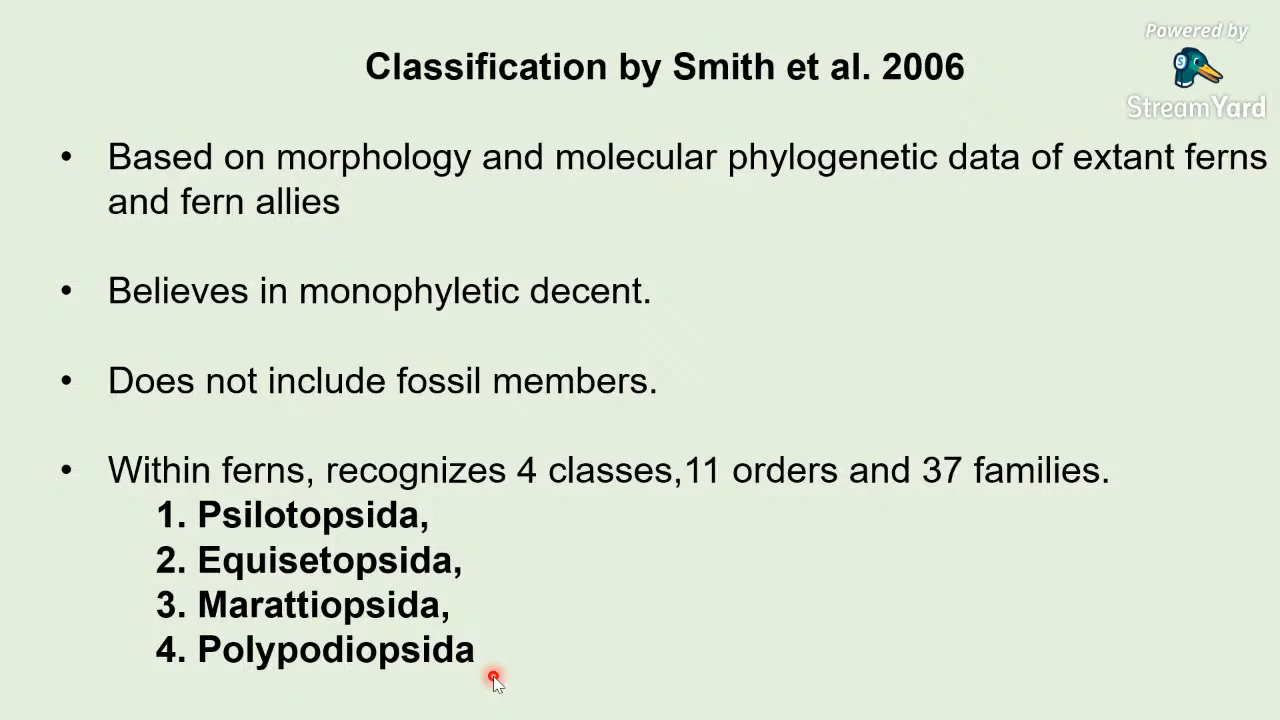 Powered by
StreamYard
Classification by Smith et al. 2006
• Based on morphology and molecular phylogenetic data of extant ferns
and fern allies
• Believes in monophyletic decent.
• Does not include fossil members.
• Within ferns, recognizes 4 classes,11 orders and 37 families.
1. Psilotopsida,
2. Equisetopsida,
3. Marattiopsida,
4. Polypodiopsida